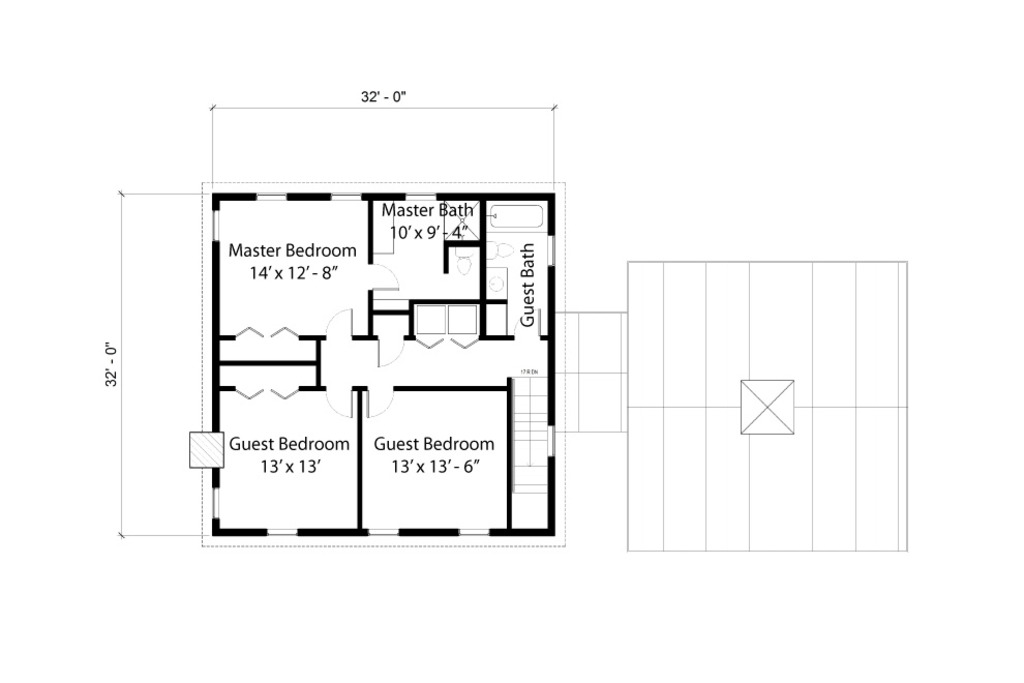 32' - 0"
32' - 0"
Master Bedroom
14' x 12' - 8"
Master Bath
10' x 9' - 4"
Guest Bath
17 R DN
Guest Bedroom
13' x 13'
Guest Bedroom
13' x 13' - 6"